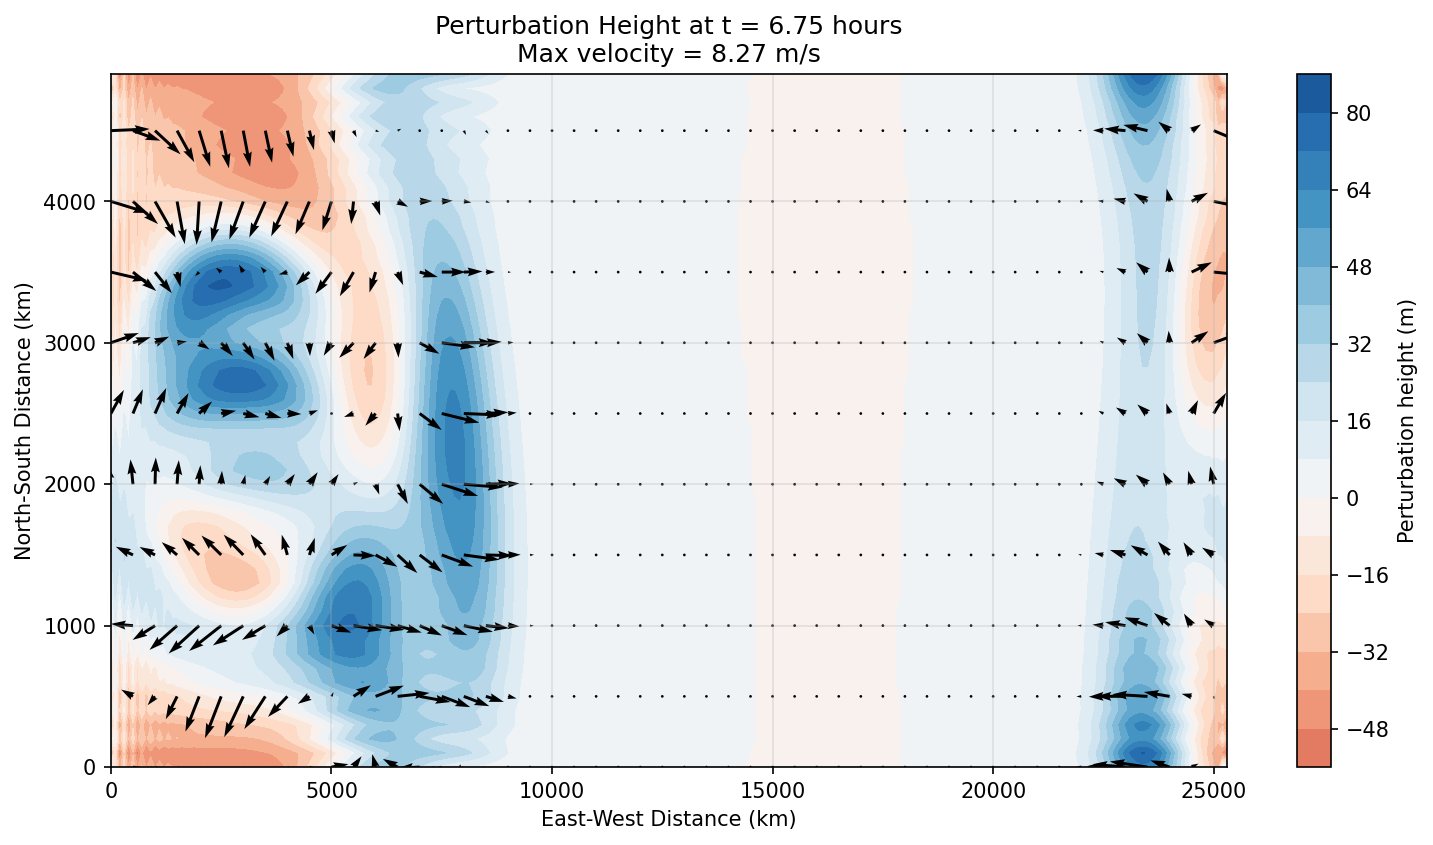 Perturbation Height at t = 6.75 hours
Max velocity = 8.27 m/s
North-South Distance (km)
4000
3000
2000
1000
0
0 5000 10000 15000 20000 25000
East-West Distance (km)
80
64
48
32
16
0
−16
−32
−48
Perturbation height (m)